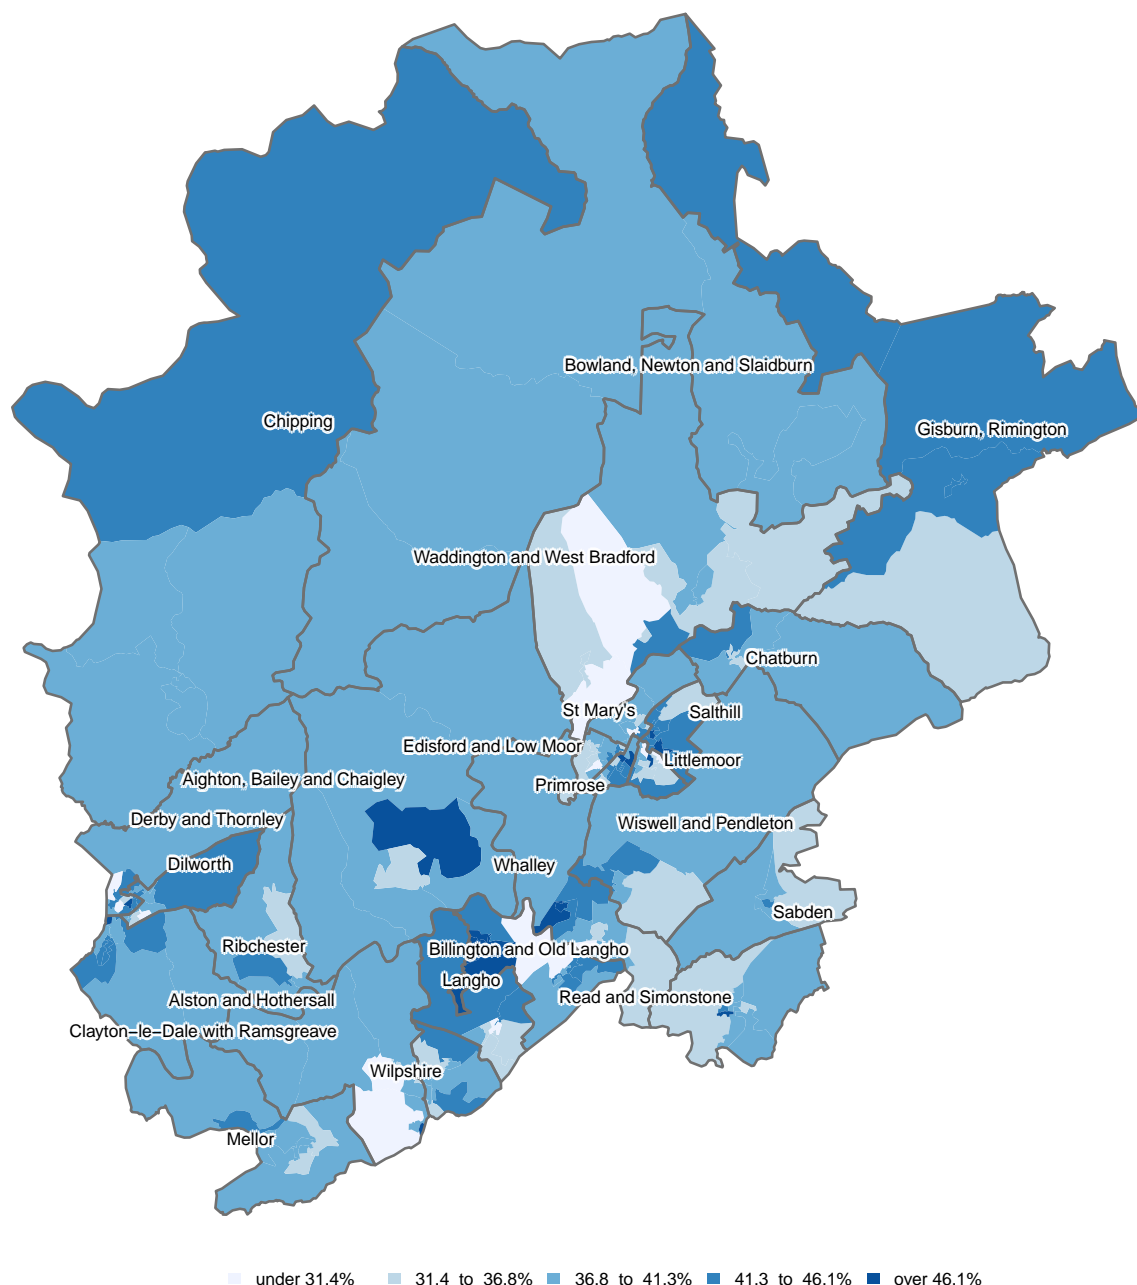 Bowland, Newton and Slaidburn
Chipping
Gisburn, Rimington
Waddington and West Bradford
Chatburn
St Mary's
Salthill
Edisford and Low Moor
Littlemoor
Aighton, Bailey and Chaigley
Primrose
Derby and Thornley
Wiswell and Pendleton
Dilworth
Whalley
Sabden
Ribchester
Billington and Old Langho
Langho
Read and Simonstone
Alston and Hothersall
Clayton−le−Dale with Ramsgreave
Wilpshire
Mellor
under 31.4% 31.4 to 36.8% 36.8 to 41.3% 41.3 to 46.1% over 46.1%